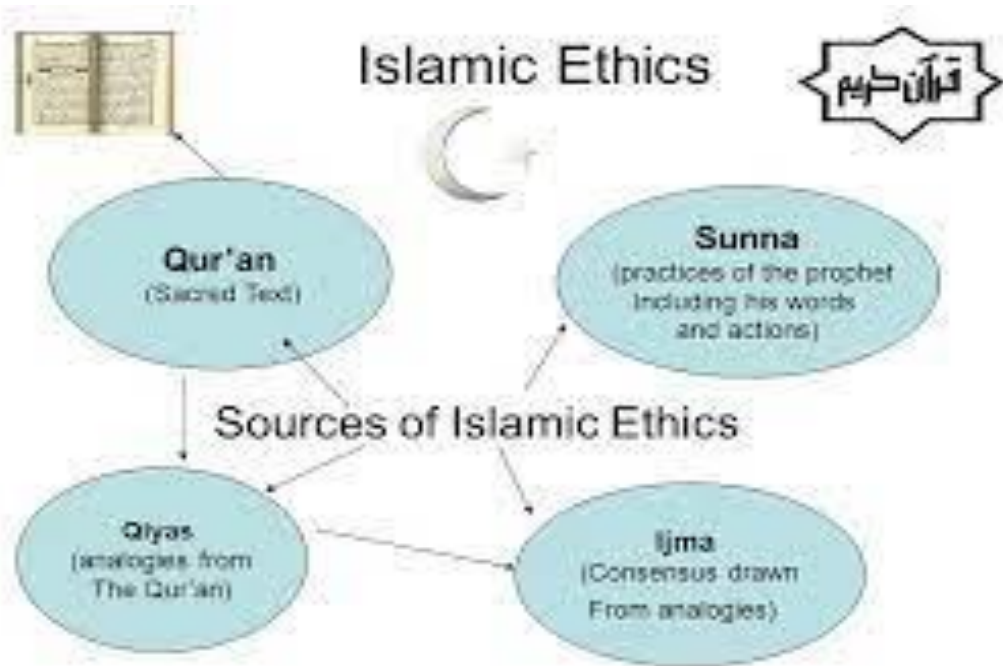 Islamic Ethics
قرآن كريم
Qur'an
(Sacred Text)
Sunna
(practices of the prophet
Including his words
and actions)
Sources of Islamic Ethics
Qiyas
(analogies from
The Qur'an)
Ijma
(Consensus drawn
From analogies)